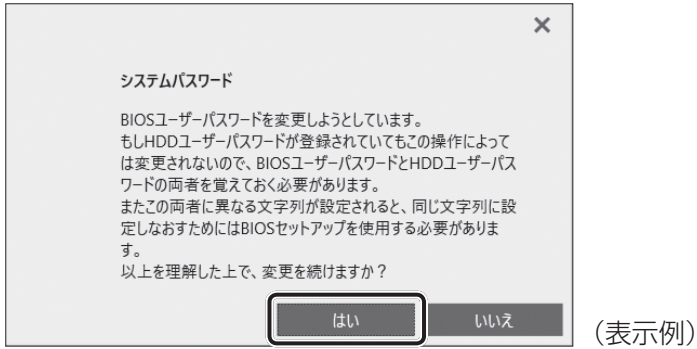 システムパスワード
BIOSユーザーパスワードを変更しようとしています。
もしHDDユーザーパスワードが登録されていてもこの操作によって
は変更されないので、BIOSユーザーパスワードとHDDユーザーパス
ワードの両者を覚えておく必要があります。
またこの両者に異なる文字列が設定されると、同じ文字列に設
定しなおすためにはBIOSセットアップを使用する必要がありま
す。
以上を理解した上で、変更を続けますか？
はい いいえ
（表示例）